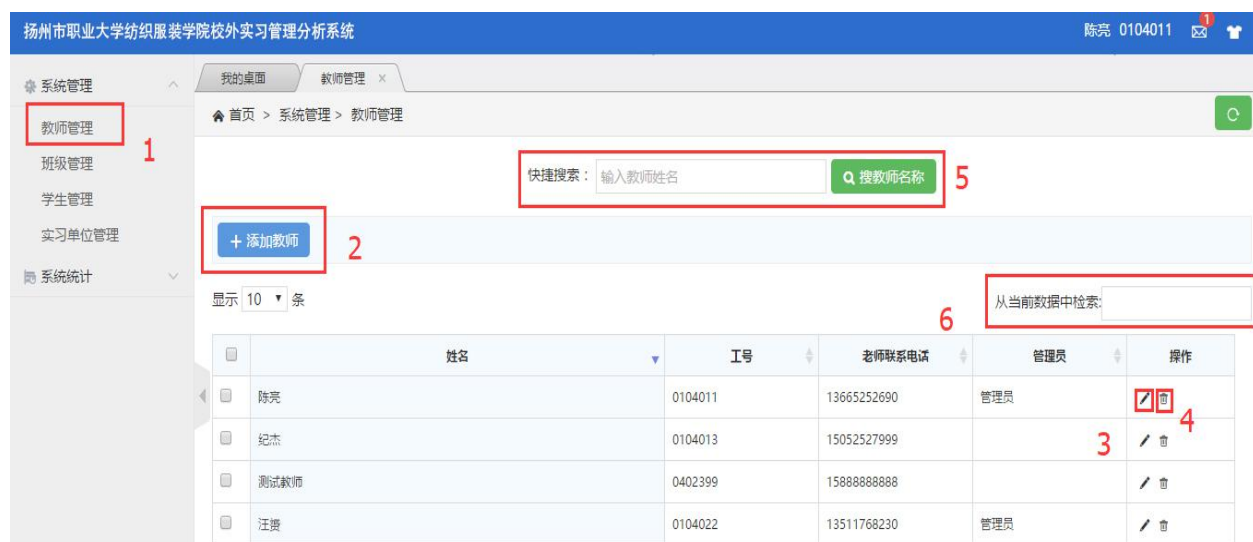 扬州市职业大学纺织服装学院校外实习管理分析系统 陈亮 0104011 1
系统管理 我的桌面 教师管理 ×
教师管理 1 首页 > 系统管理 > 教师管理
班级管理
快捷搜索： 输入教师姓名 搜教师名称 5
学生管理
实习单位管理 + 添加教师 2
系统统计
显示 10 条 从当前数据中检索: 6
姓名 工号 老师联系电话 管理员 操作
陈亮 0104011 13665252690 管理员 4
纪杰 0104013 15052527999 3
测试教师 0402399 15888888888
汪赟 0104022 13511768230 管理员